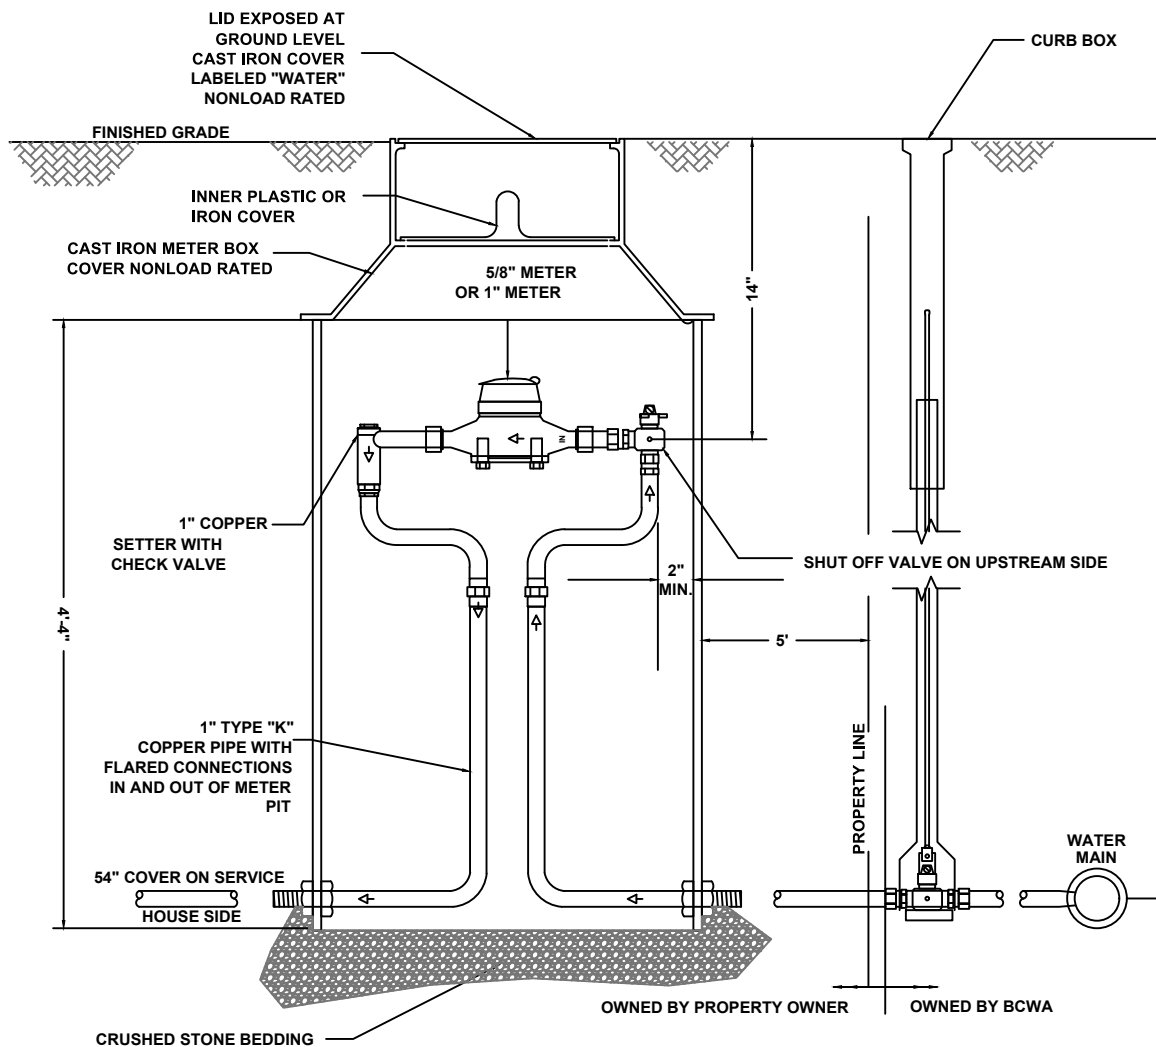 LID EXPOSED AT
GROUND LEVEL
CAST IRON COVER
LABELED "WATER"
NONLOAD RATED
CURB BOX
FINISHED GRADE
INNER PLASTIC OR
IRON COVER
CAST IRON METER BOX
COVER NONLOAD RATED
5/8" METER
OR 1" METER
14"
IN
1" COPPER
SETTER WITH
CHECK VALVE
SHUT OFF VALVE ON UPSTREAM SIDE
2"
MIN.
4'-4"
5'
1" TYPE "K"
COPPER PIPE WITH
FLARED CONNECTIONS
IN AND OUT OF METER
PIT
PROPERTY LINE
WATER
MAIN
54" COVER ON SERVICE
HOUSE SIDE
OWNED BY PROPERTY OWNER
OWNED BY BCWA
CRUSHED STONE BEDDING